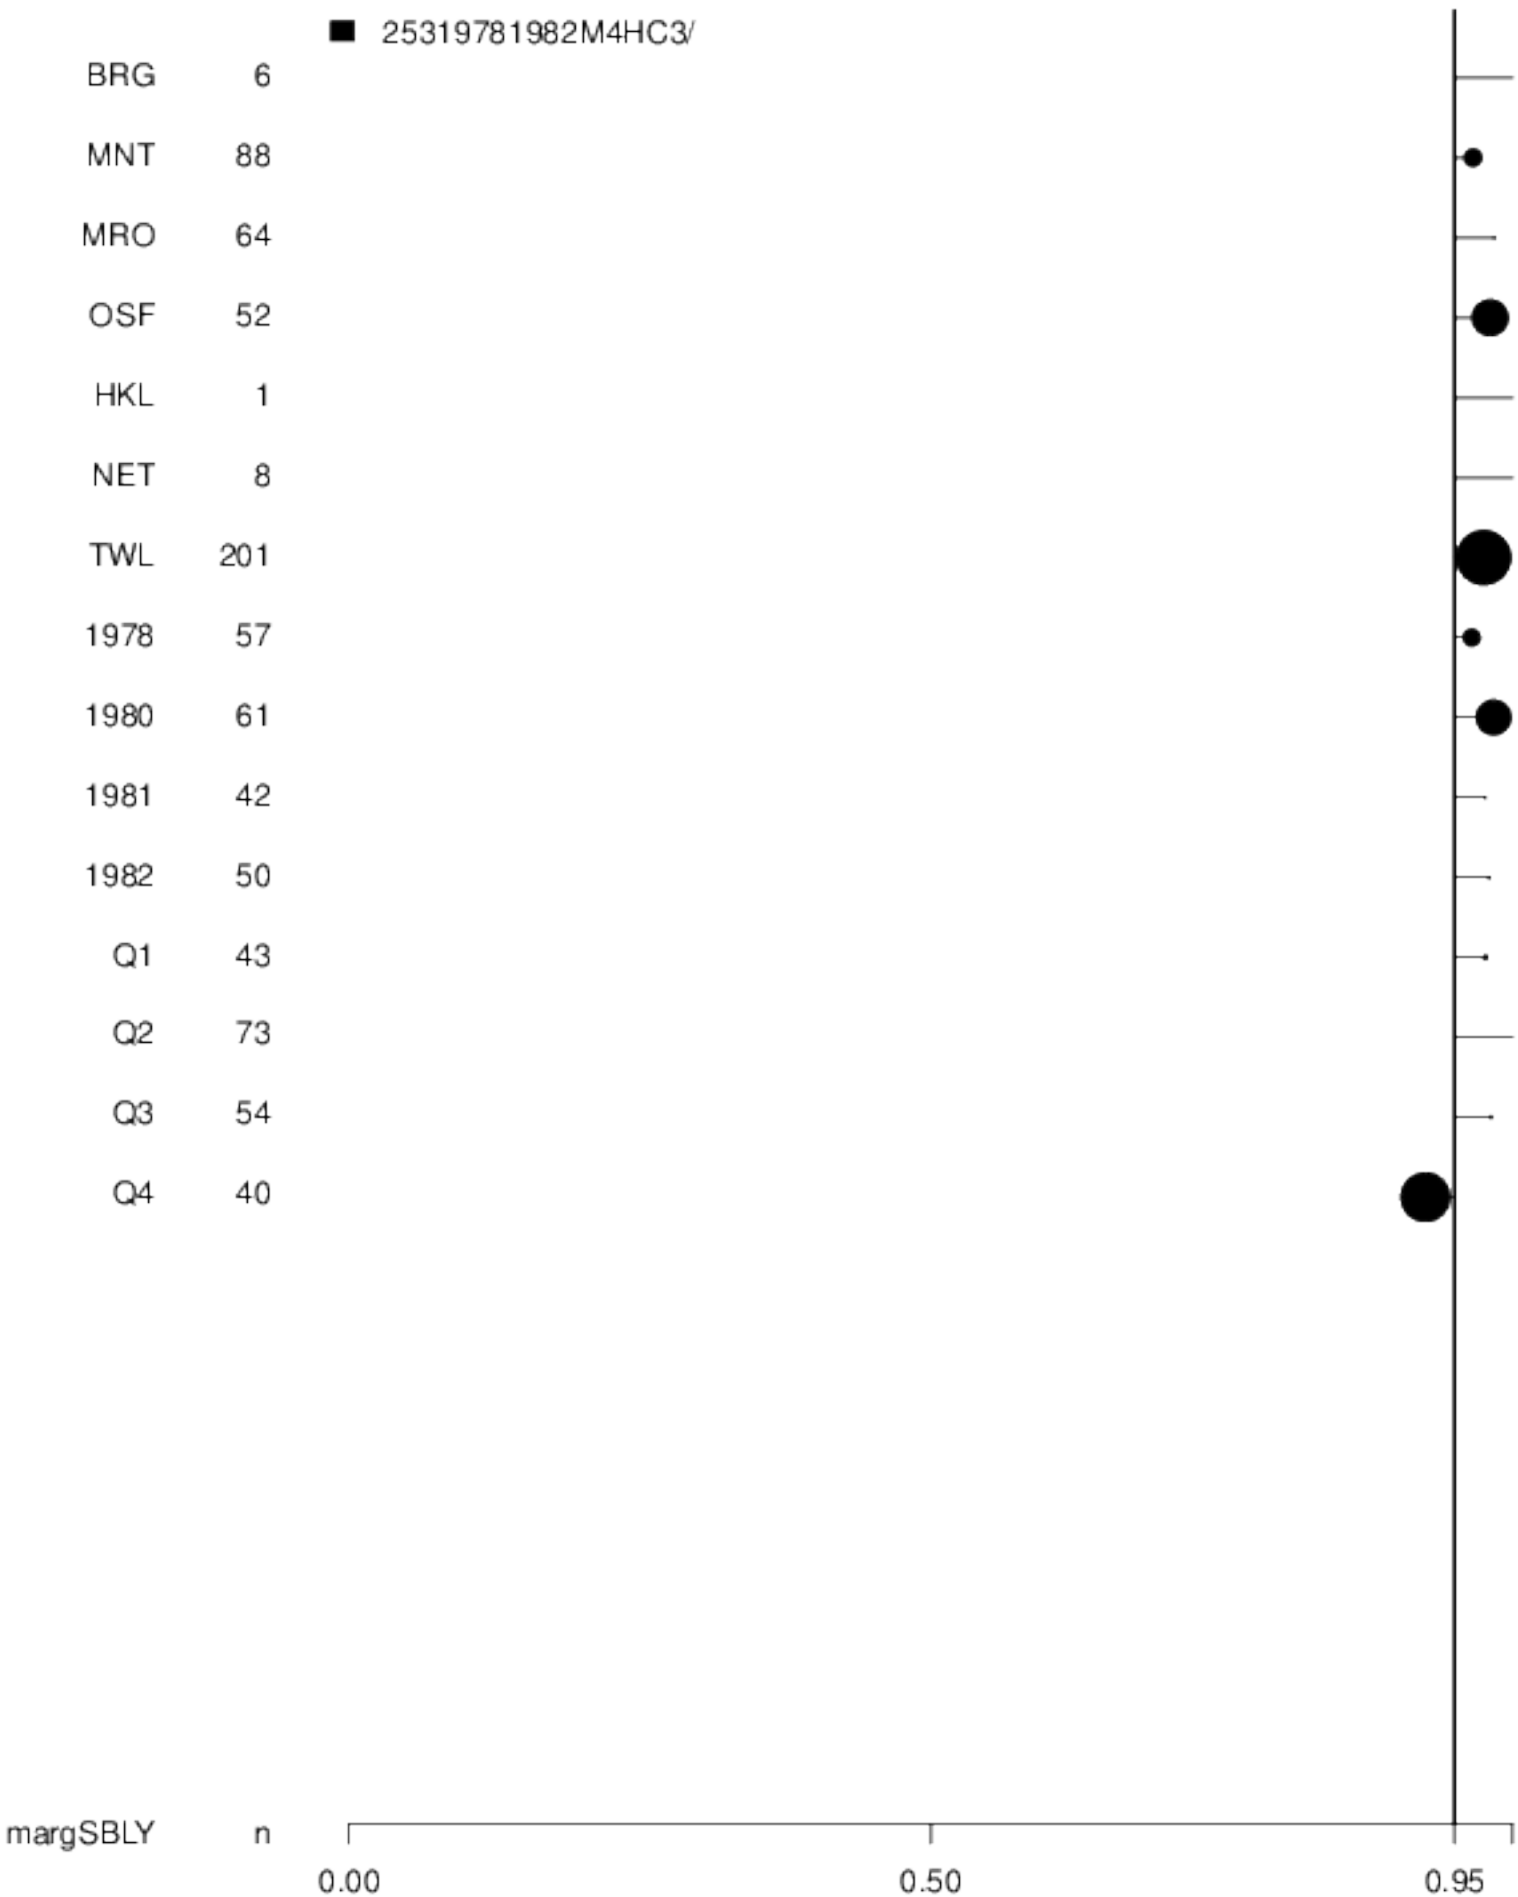 25319781982M4HC3/
BRG 6
MNT 88
MRO 64
OSF 52
HKL 1
NET 8
TWL 201
1978 57
1980 61
1981 42
1982 50
Q1 43
Q2 73
Q3 54
Q4 40
margSBLY n
0.00 0.50 0.95